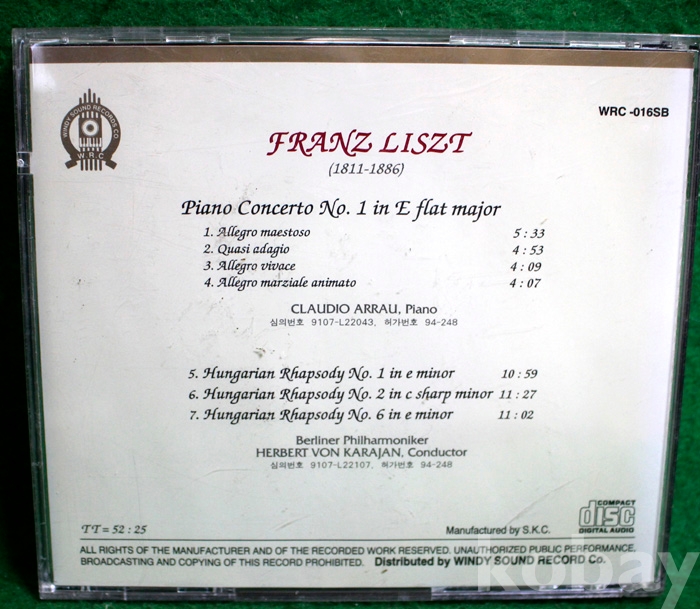 WINDY SOUND RECORDS CO.
W.R.C
WRC -016SB
FRANZ LISZT
(1811-1886)
Piano Concerto No. 1 in E flat major
1. Allegro maestoso 5 : 33
2. Quasi adagio 4 : 53
3. Allegro vivace 4 : 09
4. Allegro marziale animato 4 : 07
CLAUDIO ARRAU, Piano
심의번호 9107-L22043, 허가번호 94-248
5. Hungarian Rhapsody No. 1 in e minor 10 : 59
6. Hungarian Rhapsody No. 2 in c sharp minor 11 : 27
7. Hungarian Rhapsody No. 6 in e minor 11 : 02
Berliner Philharmoniker
HERBERT VON KARAJAN, Conductor
심의번호 9107-L22107, 허가번호 94-248
TT = 52 : 25
Manufactured by S.K.C.
COMPACT
disc
DIGITAL AUDIO
ALL RIGHTS OF THE MANUFACTURER AND OF THE RECORDED WORK RESERVED. UNAUTHORIZED PUBLIC PERFORMANCE.
BROADCASTING AND COPYING OF THIS RECORD PROHIBITED. Distributed by WINDY SOUND RECORD Co.
kobay